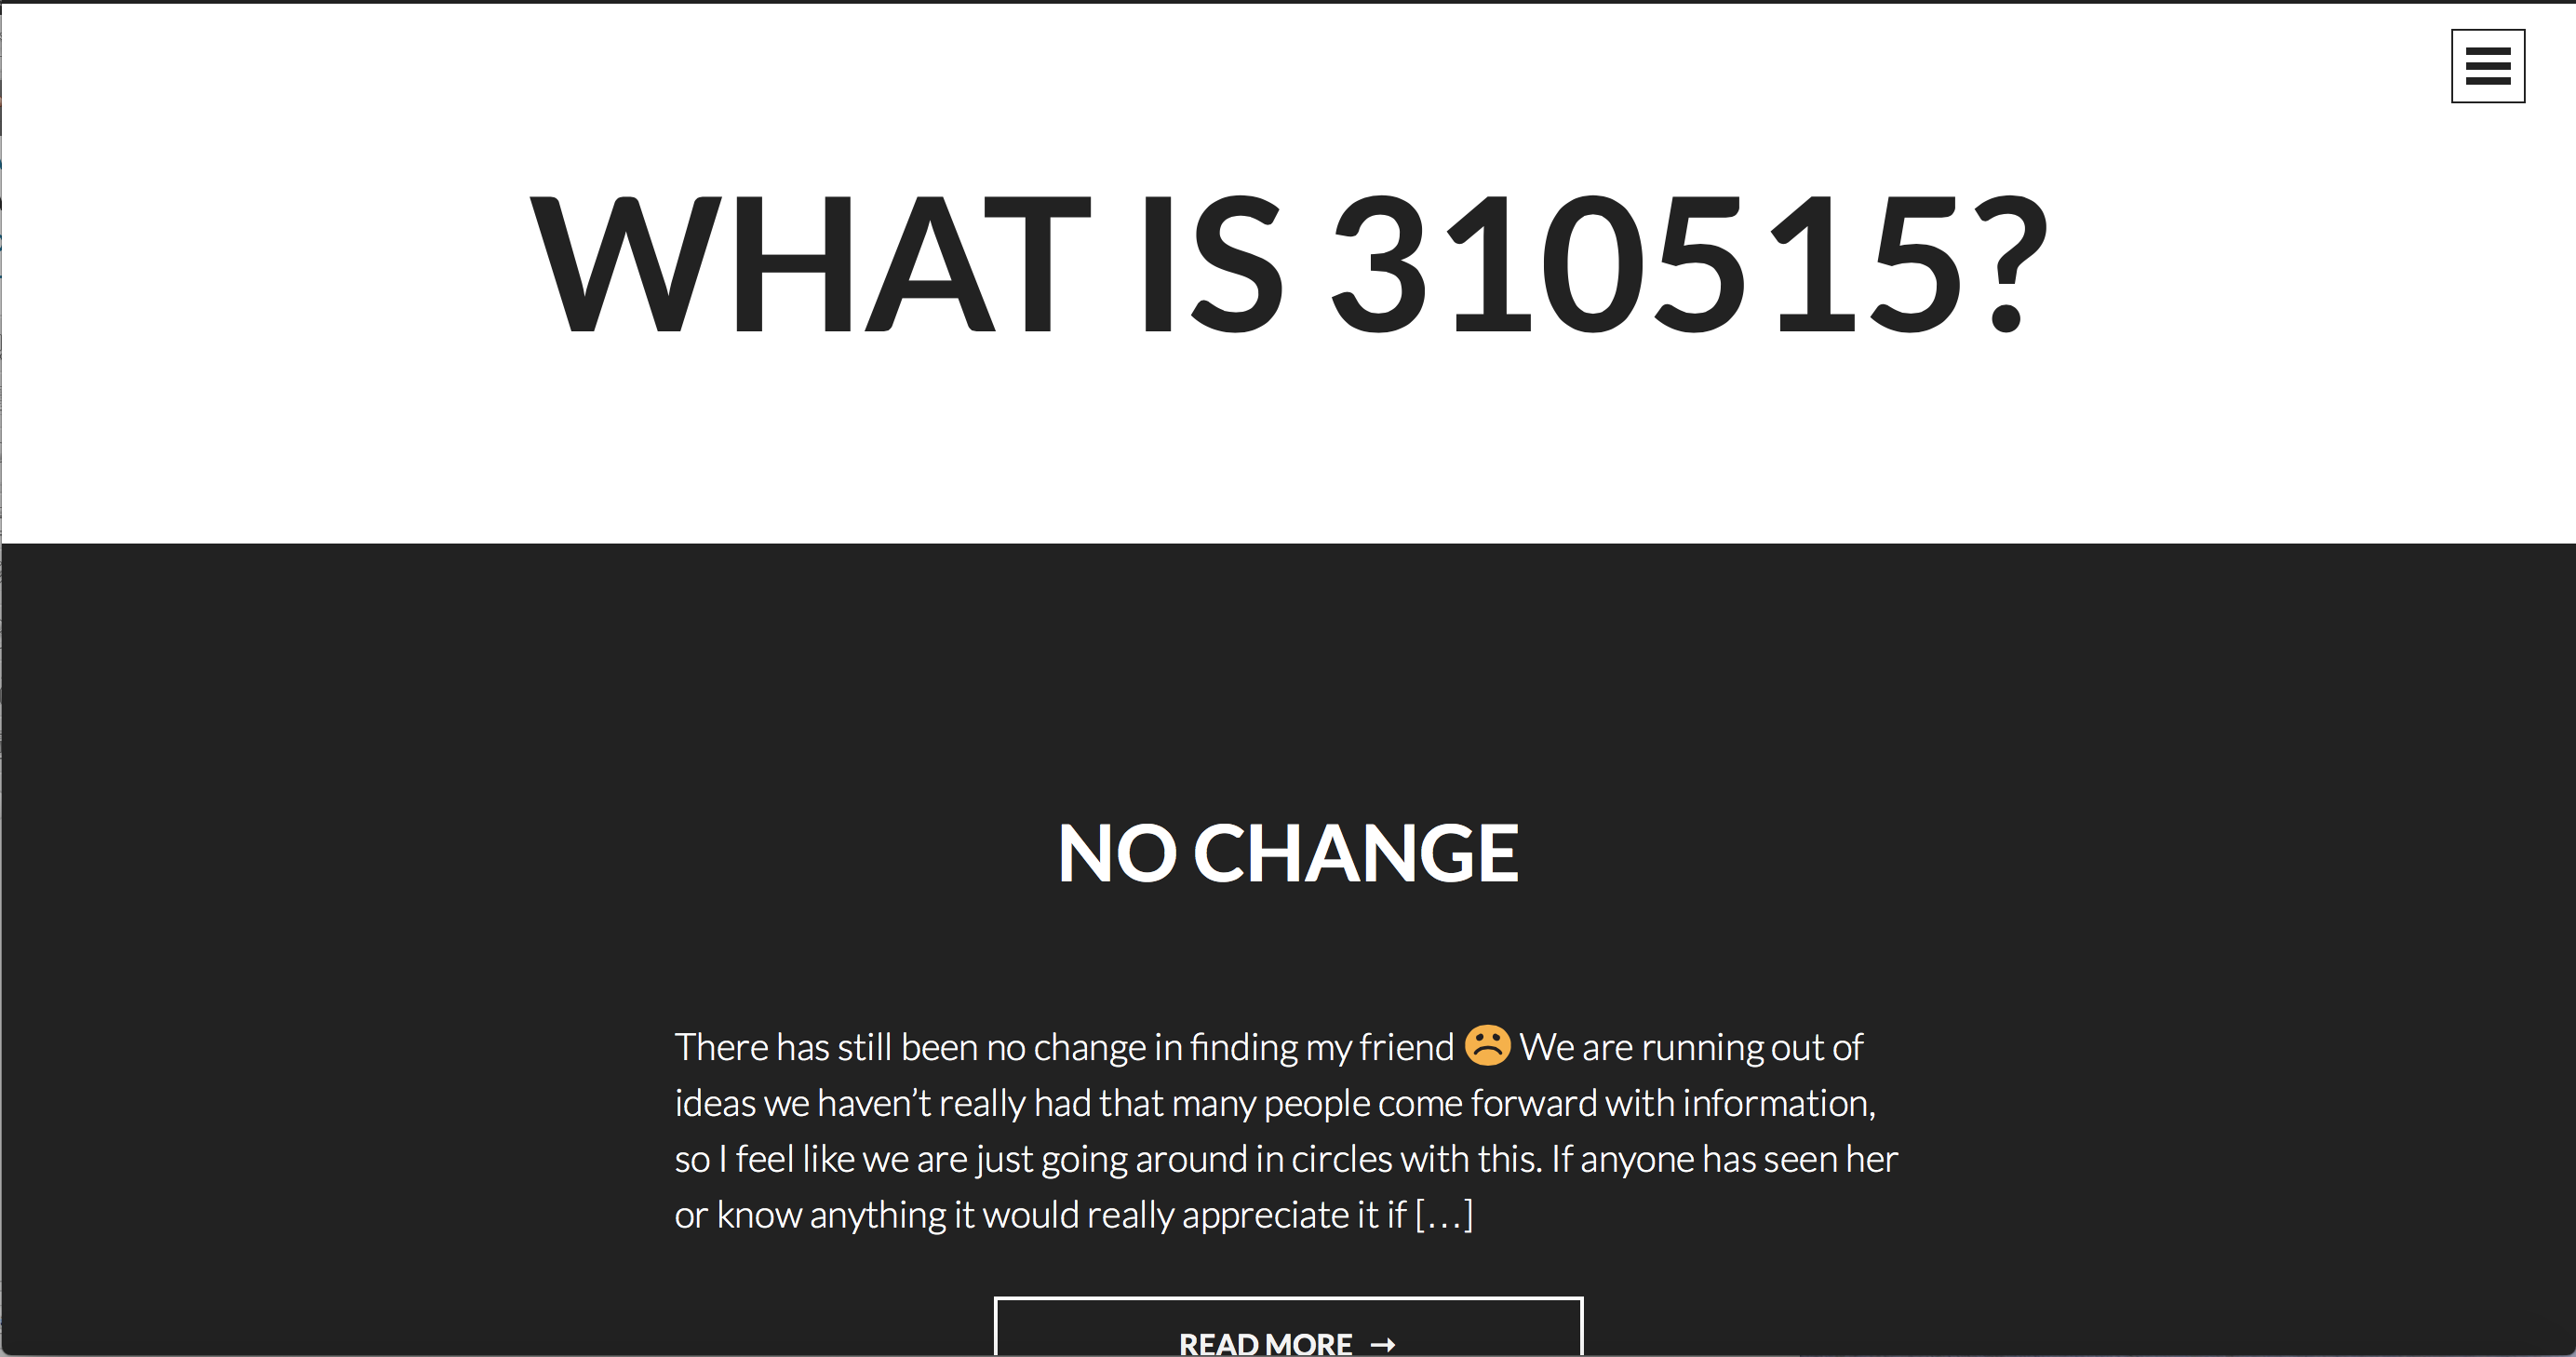 WHAT IS 310515?
NO CHANGE
There has still been no change in finding my friend ☹ We are running out of
ideas we haven’t really had that many people come forward with information,
so I feel like we are just going around in circles with this. If anyone has seen her
or know anything it would really appreciate it if […]
READ MORE →